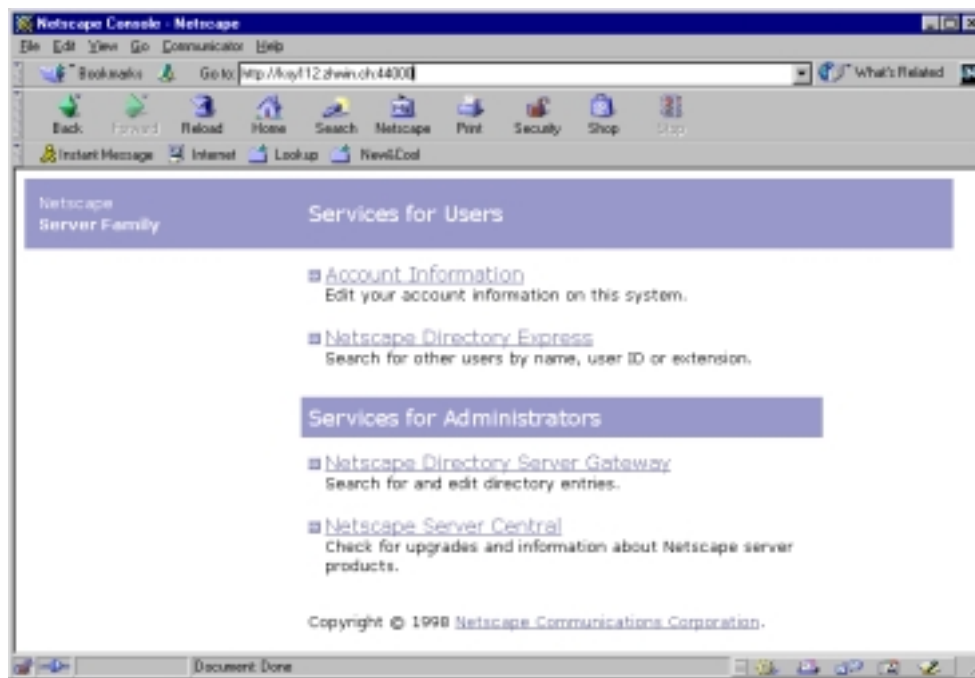 Netscape Console - Netscape
File Edit View Go Communicator Help
Bookmarks Go to: What's Related
Back Forward Reload Home Search Netscape Print Security Shop Stop
Instant Message Internet Lookup New&Cool
Netscape
Server Family
Services for Users
Account Information
Edit your account information on this system.
Netscape Directory Express
Search for other users by name, user ID or extension.
Services for Administrators
Netscape Directory Server Gateway
Search for and edit directory entries.
Netscape Server Central
Check for upgrades and information about Netscape server
products.
Copyright © 1998 Netscape Communications Corporation.
Document: Done